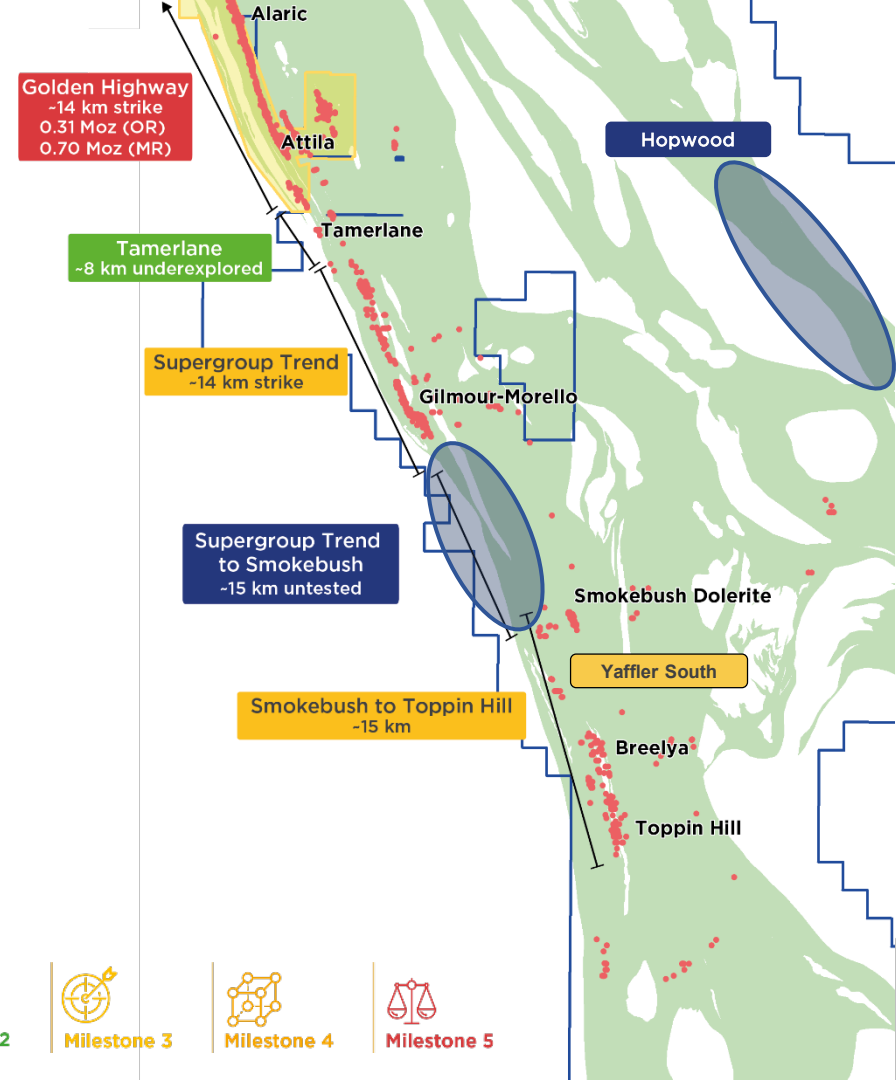 Alaric
Golden Highway
~14 km strike
0.31 Moz (OR)
0.70 Moz (MR)
Attila
Hopwood
Tamerlane
Tamerlane
~8 km underexplored
Supergroup Trend
~14 km strike
Gilmour-Morello
Supergroup Trend
to Smokebush
~15 km untested
Smokebush Dolerite
Yaffler South
Smokebush to Toppin Hill
~15 km
Breelya
Toppin Hill
2
Milestone 3
Milestone 4
Milestone 5